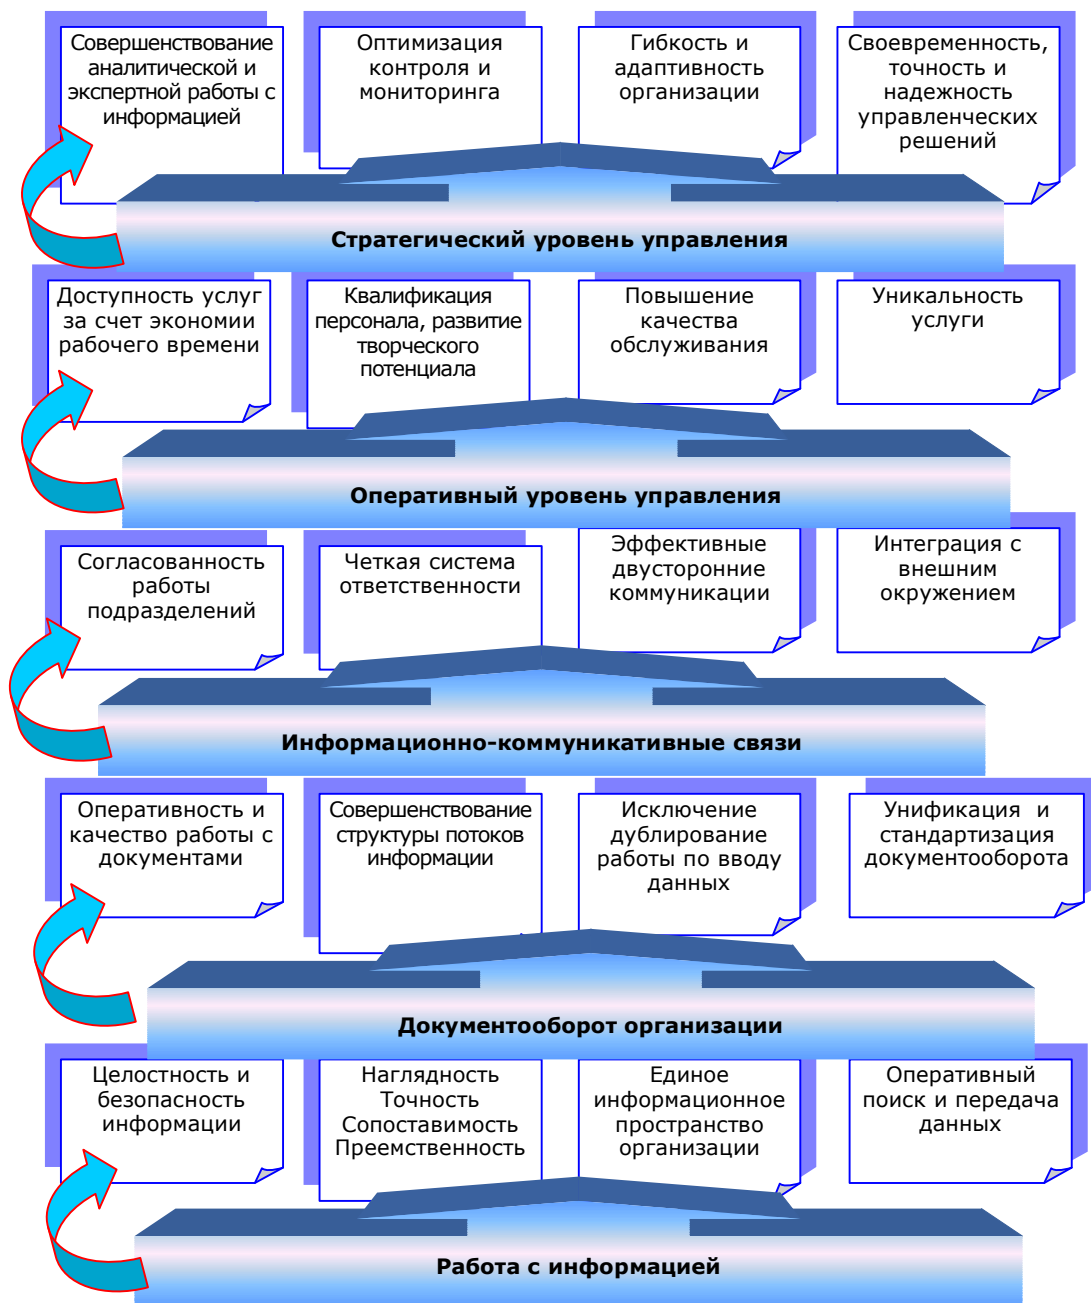 Совершенствование
аналитической и
экспертной работы с
информацией
Оптимизация
контроля и
мониторинга
Гибкость и
адаптивность
организации
Своевременность,
точность и
надежность
управленческих
решений
Стратегический уровень управления
Доступность услуг
за счет экономии
рабочего времени
Квалификация
персонала, развитие
творческого
потенциала
Повышение
качества
обслуживания
Уникальность
услуги
Оперативный уровень управления
Согласованность
работы
подразделений
Четкая система
ответственности
Эффективные
двусторонние
коммуникации
Интеграция с
внешним
окружением
Информационно-коммуникативные связи
Оперативность и
качество работы с
документами
Совершенствование
структуры потоков
информации
Исключение
дублирование
работы по вводу
данных
Унификация и
стандартизация
документооборота
Документооборот организации
Целостность и
безопасность
информации
Наглядность
Точность
Сопоставимость
Преемственность
Единое
информационное
пространство
организации
Оперативный
поиск и передача
данных
Работа с информацией